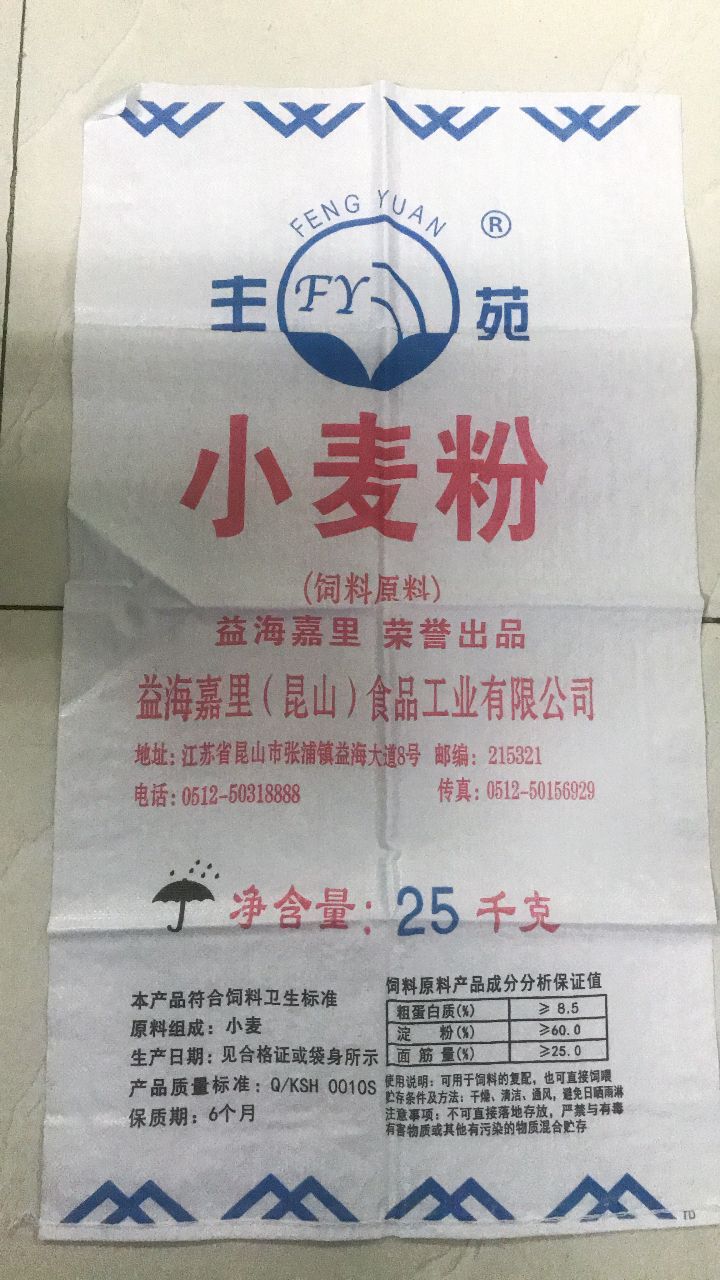 FENG YUAN ®
丰 FY 苑
小麦粉
(饲料原料)
益海嘉里 荣誉出品
益海嘉里(昆山)食品工业有限公司
地址:江苏省昆山市张浦镇益海大道8号 邮编: 215321
电话:0512-50318888 传真:0512-50156929
净含量: 25 千克
本产品符合饲料卫生标准
原料组成:小麦
生产日期:见合格证或袋身所示
产品质量标准:Q/KSH 0010S
保质期:6个月
饲料原料产品成分分析保证值
粗蛋白质(%) ≥ 8.5
淀 粉(%) ≥60.0
面 筋 量(%) ≥25.0
使用说明:可用于饲料的复配,也可直接饲喂
贮存条件及方法:干燥、清洁、通风,避免日晒雨淋
注意事项:不可直接落地存放,严禁与有毒
有害物质或其他有污染的物质混合贮存